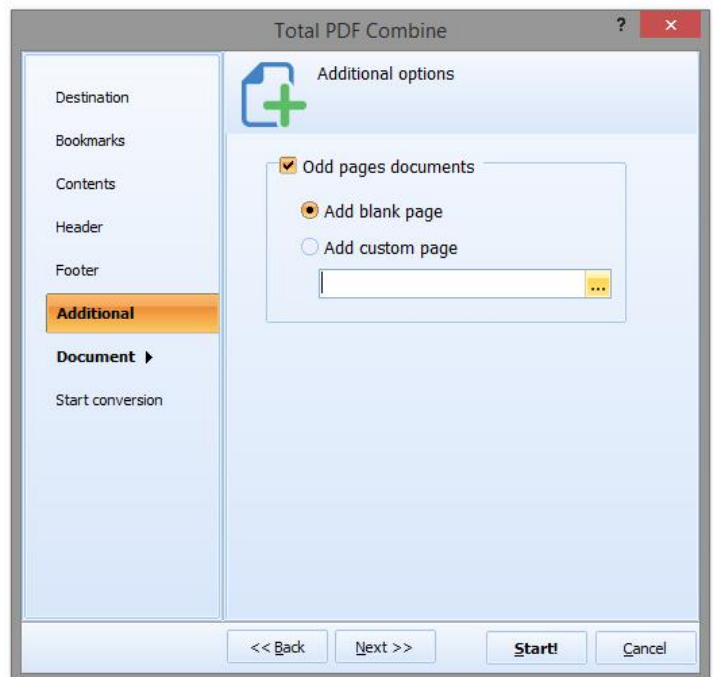 Total PDF Combine
?
Destination
Bookmarks
Contents
Header
Footer
Additional
Document
Start conversion
Additional options
Odd pages documents
Add blank page
Add custom page
...
<< Back
Next >>
Start!
Cancel